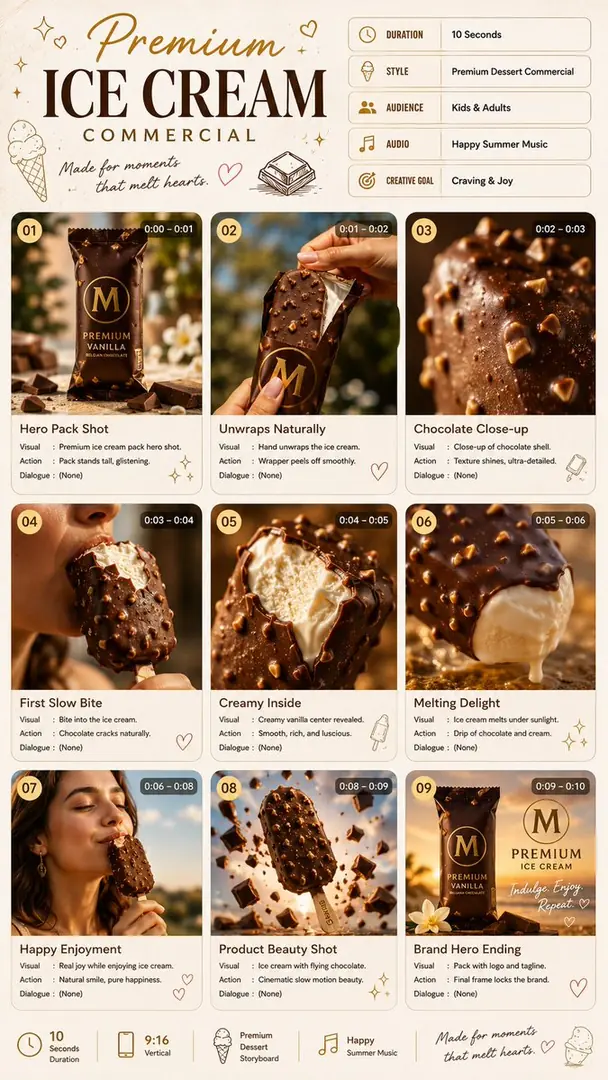 Premium
ICE CREAM
COMMERCIAL
Made for moments
that melt hearts.
DURATION 10 Seconds
STYLE Premium Dessert Commercial
AUDIENCE Kids & Adults
AUDIO Happy Summer Music
CREATIVE GOAL Craving & Joy
01 0:00 – 0:01
M
PREMIUM
VANILLA
BELGIAN CHOCOLATE
Hero Pack Shot
Visual : Premium ice cream pack hero shot.
Action : Pack stands tall, glistening.
Dialogue : (None)
02 0:01 – 0:02
M
Unwraps Naturally
Visual : Hand unwraps the ice cream.
Action : Wrapper peels off smoothly.
Dialogue : (None)
03 0:02 – 0:03
Chocolate Close-up
Visual : Close-up of chocolate shell.
Action : Texture shines, ultra-detailed.
Dialogue : (None)
04 0:03 – 0:04
First Slow Bite
Visual : Bite into the ice cream.
Action : Chocolate cracks naturally.
Dialogue : (None)
05 0:04 – 0:05
Creamy Inside
Visual : Creamy vanilla center revealed.
Action : Smooth, rich, and luscious.
Dialogue : (None)
06 0:05 – 0:06
Melting Delight
Visual : Ice cream melts under sunlight.
Action : Drip of chocolate and cream.
Dialogue : (None)
07 0:06 – 0:08
Happy Enjoyment
Visual : Real joy while enjoying ice cream.
Action : Natural smile, pure happiness.
Dialogue : (None)
08 0:08 – 0:09
Product Beauty Shot
Visual : Ice cream with flying chocolate.
Action : Cinematic slow motion beauty.
Dialogue : (None)
09 0:09 – 0:10
M
PREMIUM
VANILLA
BELGIAN CHOCOLATE
M
PREMIUM
ICE CREAM
Indulge. Enjoy.
Repeat.
Brand Hero Ending
Visual : Pack with logo and tagline.
Action : Final frame locks the brand.
Dialogue : (None)
10
Seconds
Duration
9:16
Vertical
Premium
Dessert
Storyboard
Happy
Summer Music
Made for moments
that melt hearts.